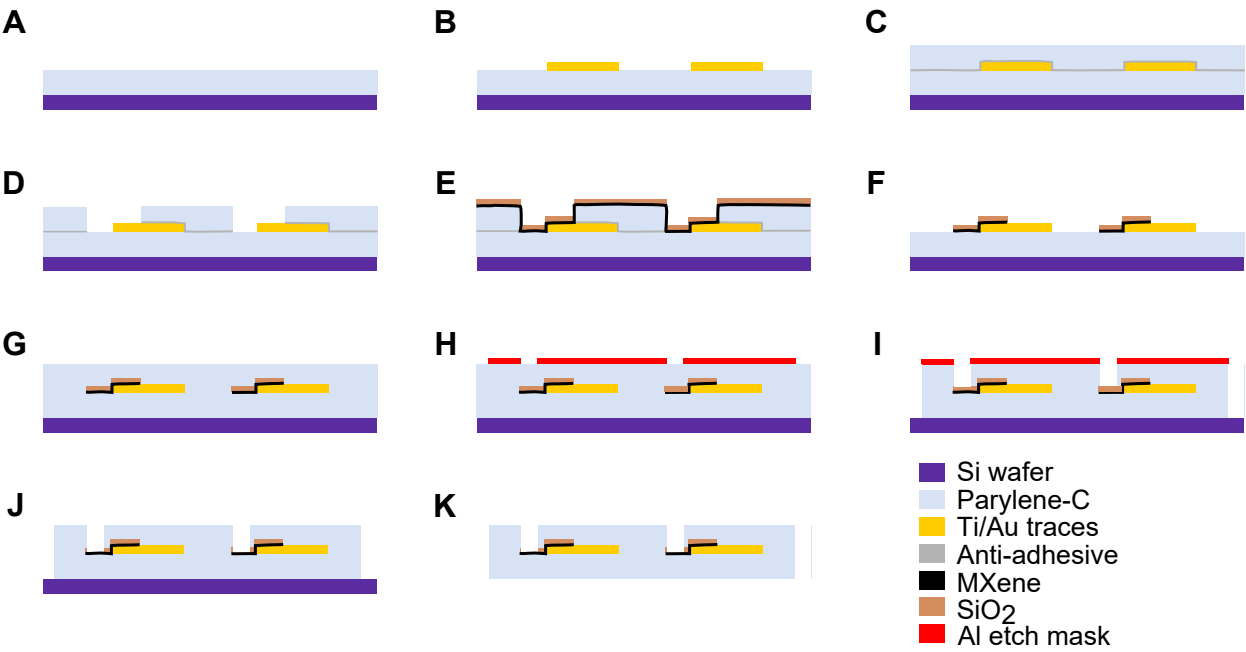 A
B
C
D
E
F
G
H
I
J
K
Si wafer
Parylene-C
Ti/Au traces
Anti-adhesive
MXene
SiO2
Al etch mask